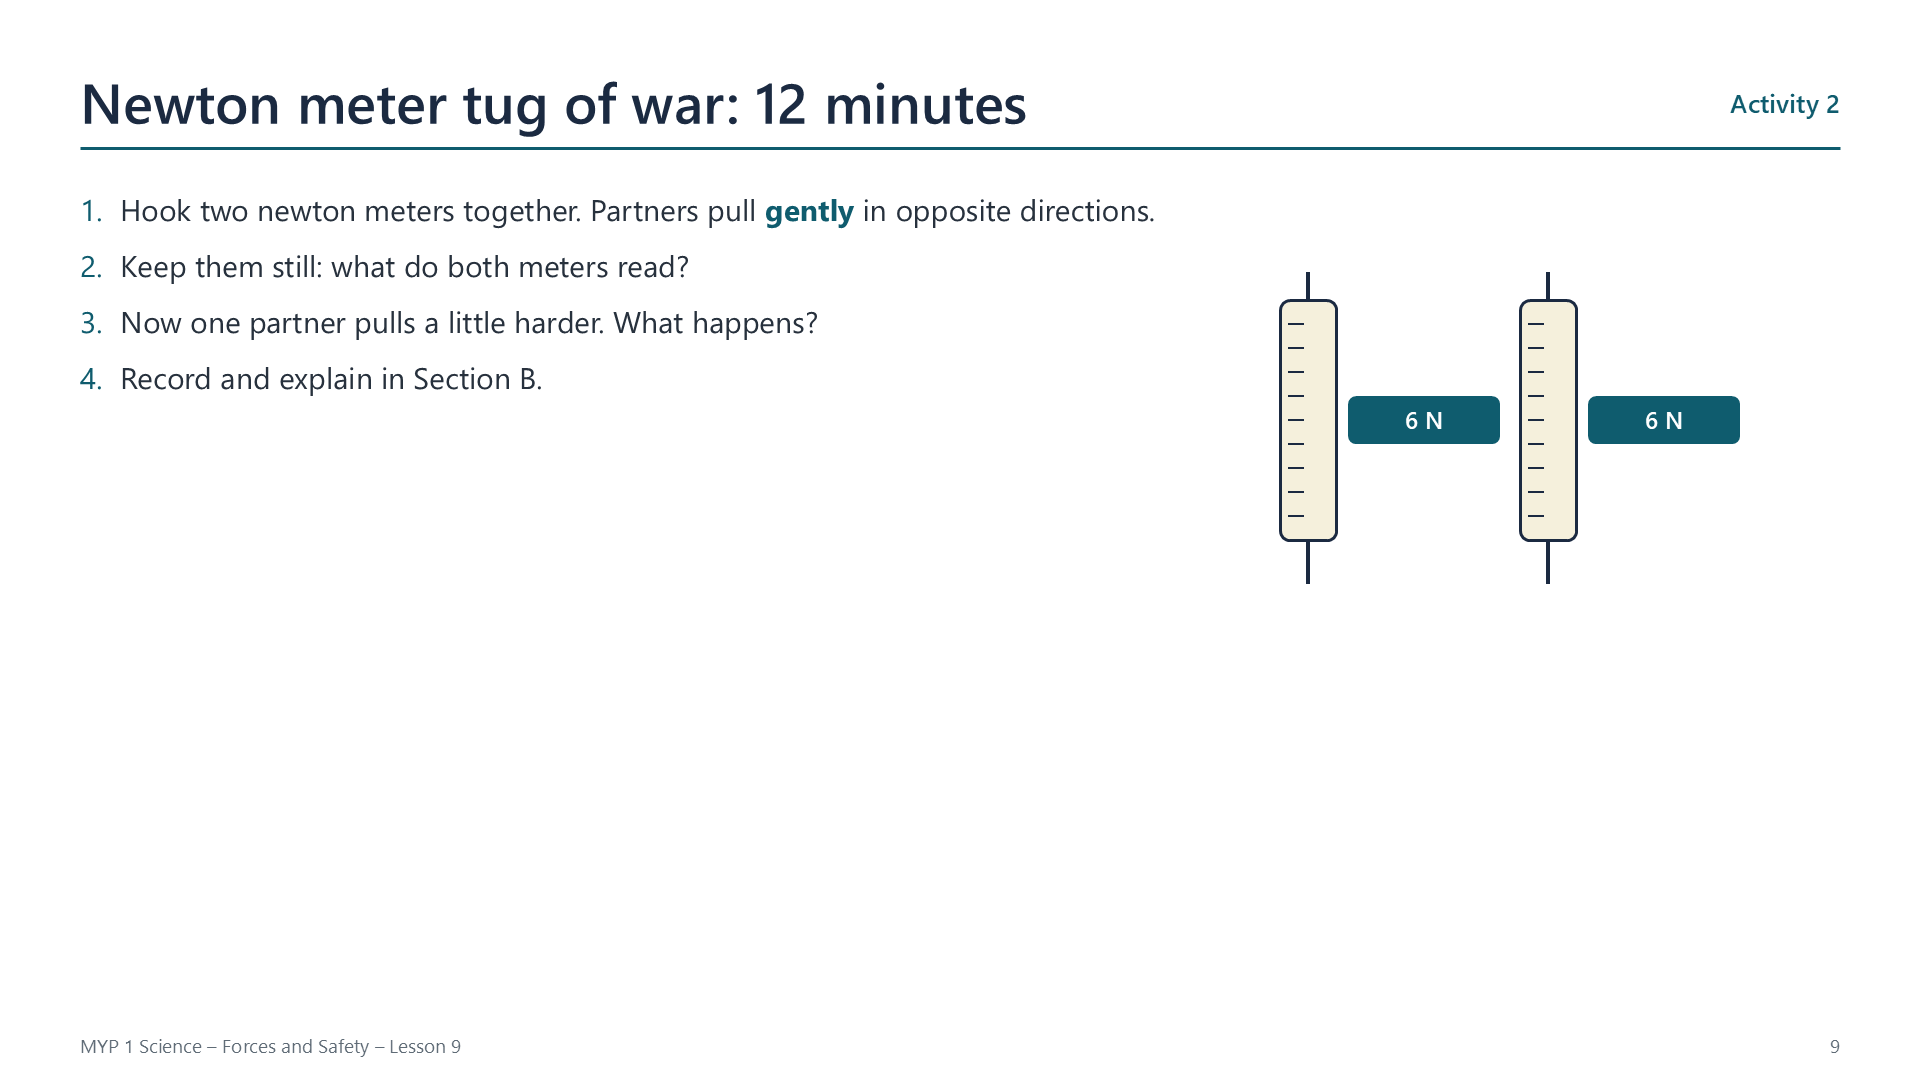 Newton meter tug of war: 12 minutes
Activity 2
1. Hook two newton meters together. Partners pull gently in opposite directions.
2. Keep them still: what do both meters read?
3. Now one partner pulls a little harder. What happens?
4. Record and explain in Section B.
6 N
6 N
MYP 1 Science – Forces and Safety – Lesson 9
9